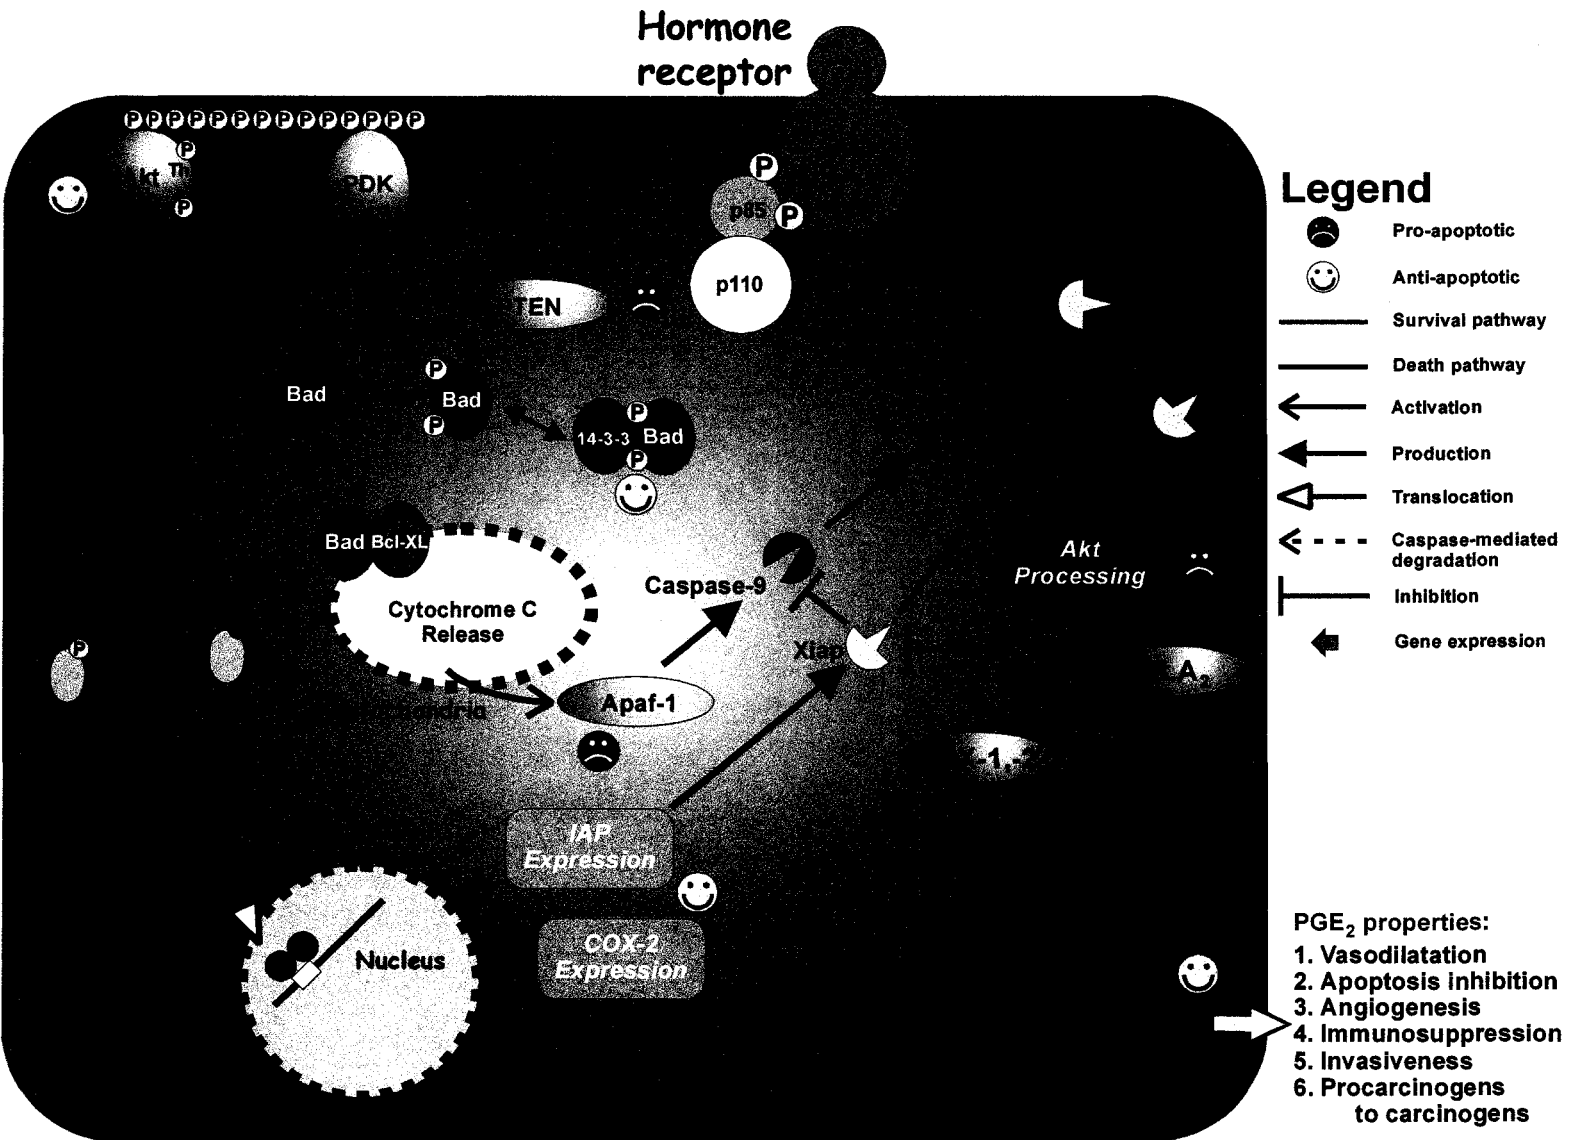 Hormone
receptor
P P P P P P P P P P P P P P
P
P
PDK
P
p85
P
p110
Bad
P
Bad
P
14-3-3
P
Bad
P
Bad
Bcl-XL
Cytochrome C
Release
Caspase-9
Xiap
Apaf-1
P
Akt
Processing
IAP
Expression
COX-2
Expression
Nucleus
Legend
Pro-apoptotic
Anti-apoptotic
Survival pathway
Death pathway
Activation
Production
Translocation
Caspase-mediated
degradation
Inhibition
Gene expression
PGE2 properties:
1. Vasodilatation
2. Apoptosis inhibition
3. Angiogenesis
4. Immunosuppression
5. Invasiveness
6. Procarcinogens
to carcinogens